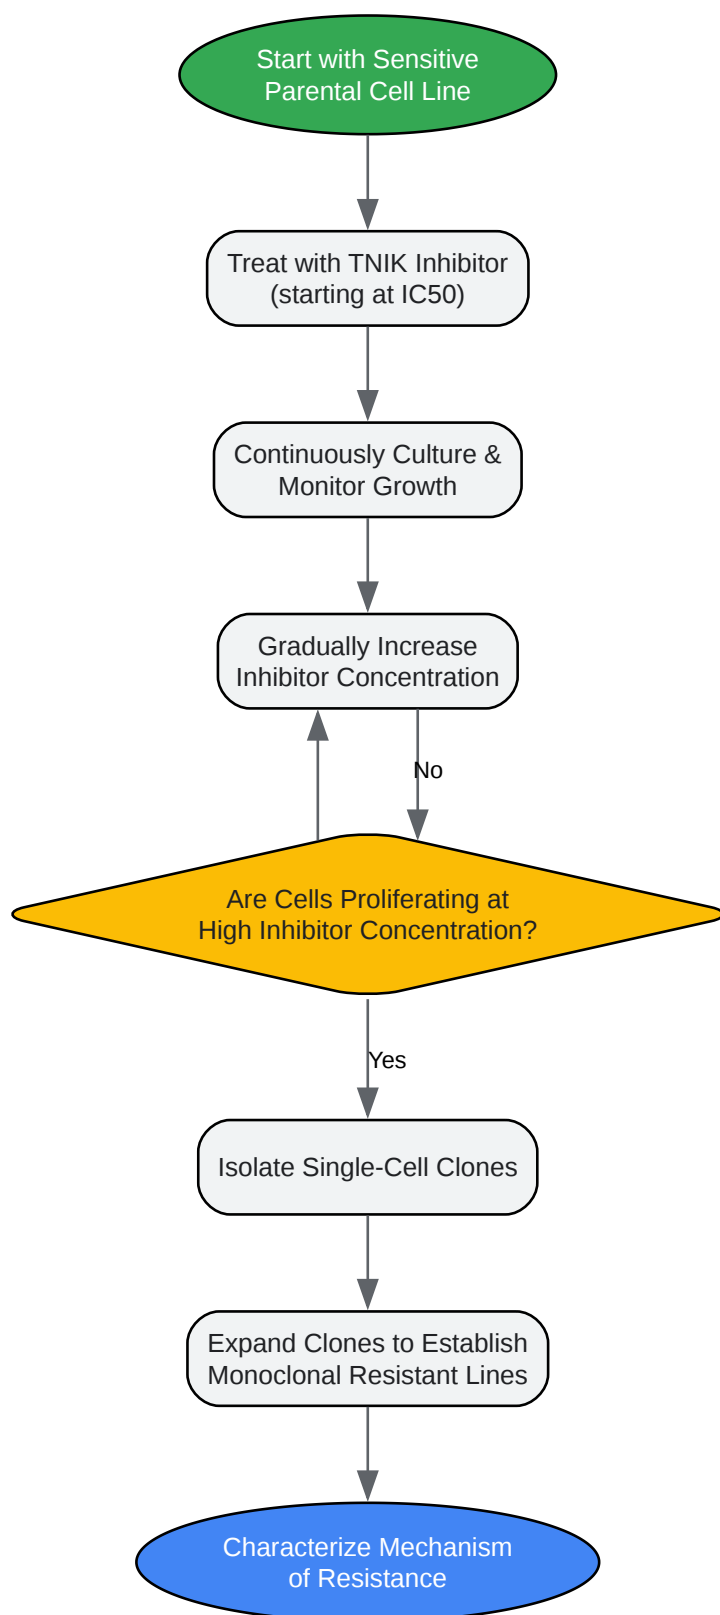 Start with Sensitive
Parental Cell Line
Treat with TNIK Inhibitor
(starting at IC50)
Continuously Culture &
Monitor Growth
Gradually Increase
Inhibitor Concentration
No
Are Cells Proliferating at
High Inhibitor Concentration?
Yes
Isolate Single-Cell Clones
Expand Clones to Establish
Monoclonal Resistant Lines
Characterize Mechanism
of Resistance